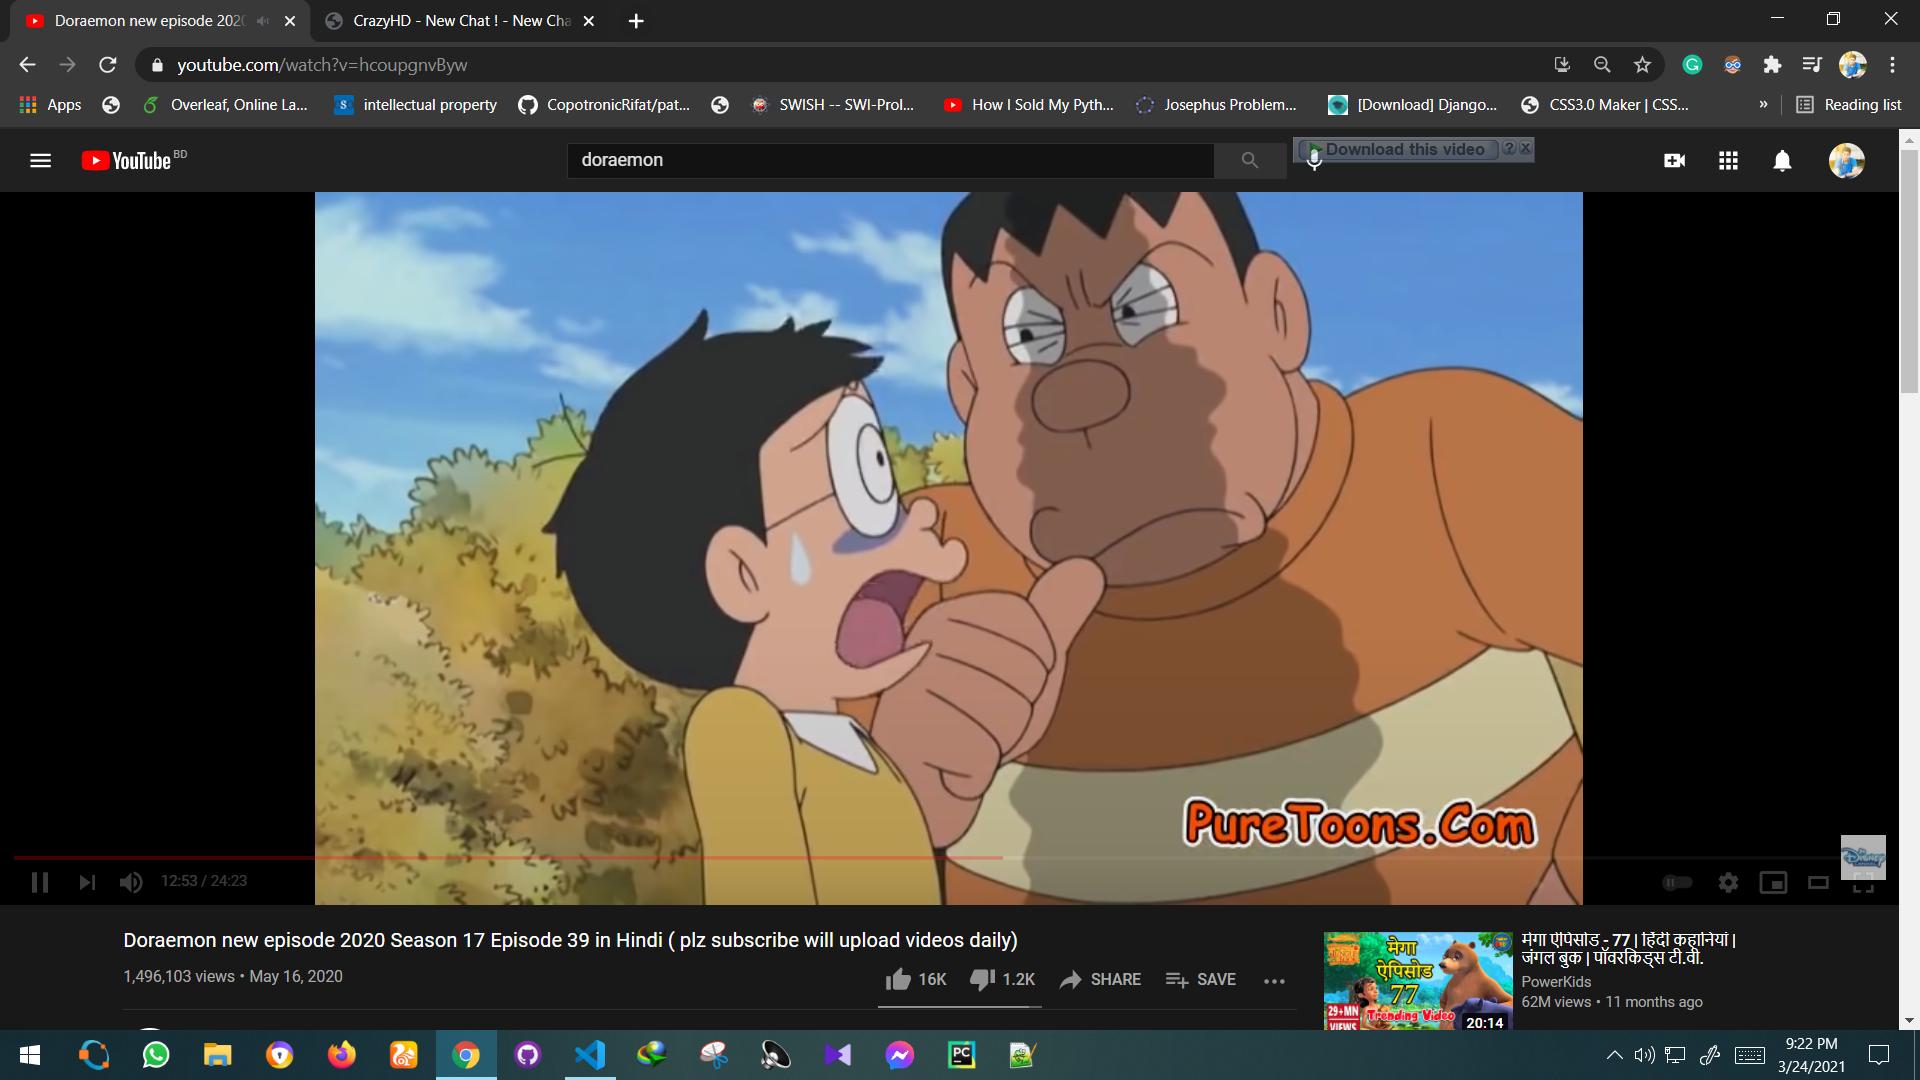 Doraemon new episode 202
CrazyHD - New Chat ! - New Cha
youtube.com/watch?v=hcoupgnvByw
Apps
Overleaf, Online La...
intellectual property
CopotronicRifat/pat...
SWISH -- SWI-Prol...
How I Sold My Pyth...
Josephus Problem...
[Download] Django...
CSS3.0 Maker | CSS...
»
Reading list
YouTube BD
doraemon
Download this video
PureToons.Com
Disney
12:53 / 24:23
Doraemon new episode 2020 Season 17 Episode 39 in Hindi ( plz subscribe will upload videos daily)
1,496,103 views • May 16, 2020
16K
1.2K
SHARE
SAVE
मेगा
ऐपिसोड
77
29+MN
VIEWS
Trending Video
20:14
मेगा ऐपिसोड - 77 | हिंदी कहानियां |
जंगल बुक | पॉवरकिड्स टी.वी.
PowerKids
62M views • 11 months ago
PC
9:22 PM
3/24/2021